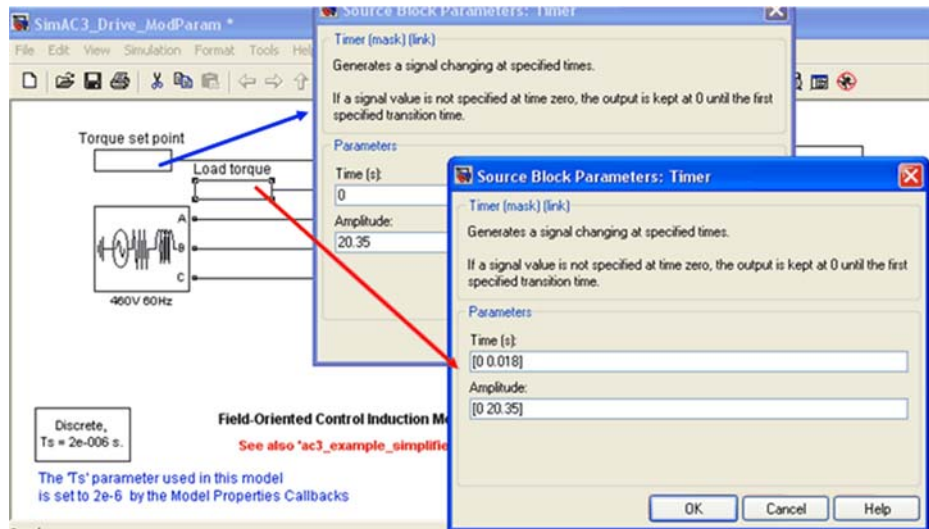 SimAC3_Drive_ModParam *
File Edit View Simulation Format Tools Hel
Torque set point
Load torque
A
B
C
460V 60Hz
Discrete,
Ts = 2e-006 s.
Field-Oriented Control Induction M
See also 'ac3_example_simplifie
The 'Ts' parameter used in this model
is set to 2e-6 by the Model Properties Callbacks
Source Block Parameters: Timer
Timer (mask) (link)
Generates a signal changing at specified times.
If a signal value is not specified at time zero, the output is kept at 0 until the first
specified transition time.
Parameters
Time (s):
0
Amplitude:
20.35
Source Block Parameters: Timer
Timer (mask) (link)
Generates a signal changing at specified times.
If a signal value is not specified at time zero, the output is kept at 0 until the first
specified transition time.
Parameters
Time (s):
[0 0.018]
Amplitude:
[0 20.35]
OK Cancel Help